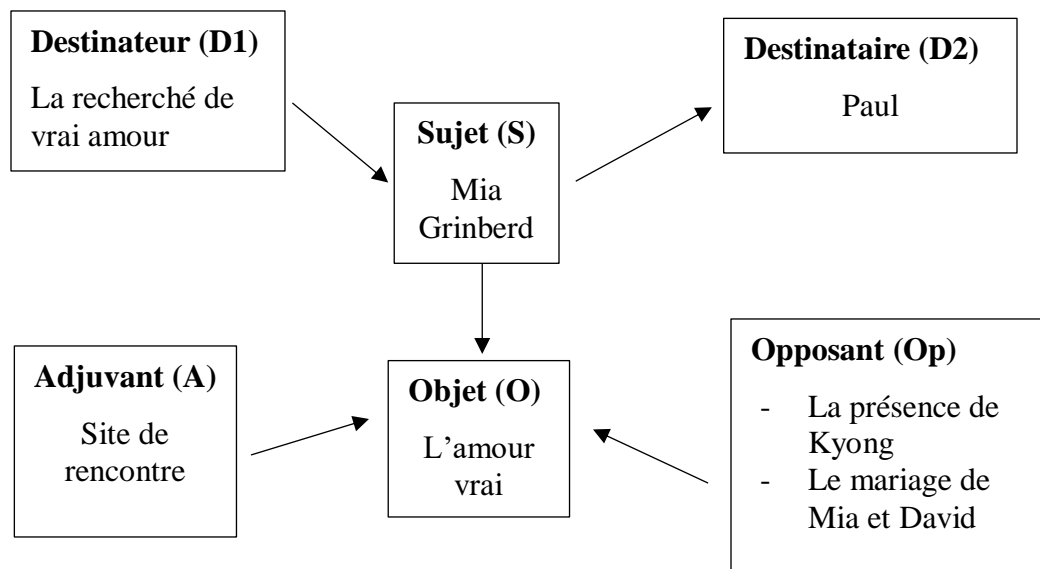 Destinateur (D1)
La recherché de
vrai amour
Destinataire (D2)
Paul
Sujet (S)
Mia
Grinberd
Adjuvant (A)
Site de
rencontre
Objet (O)
L’amour
vrai
Opposant (Op)
- La présence de
Kyong
- Le mariage de
Mia et David